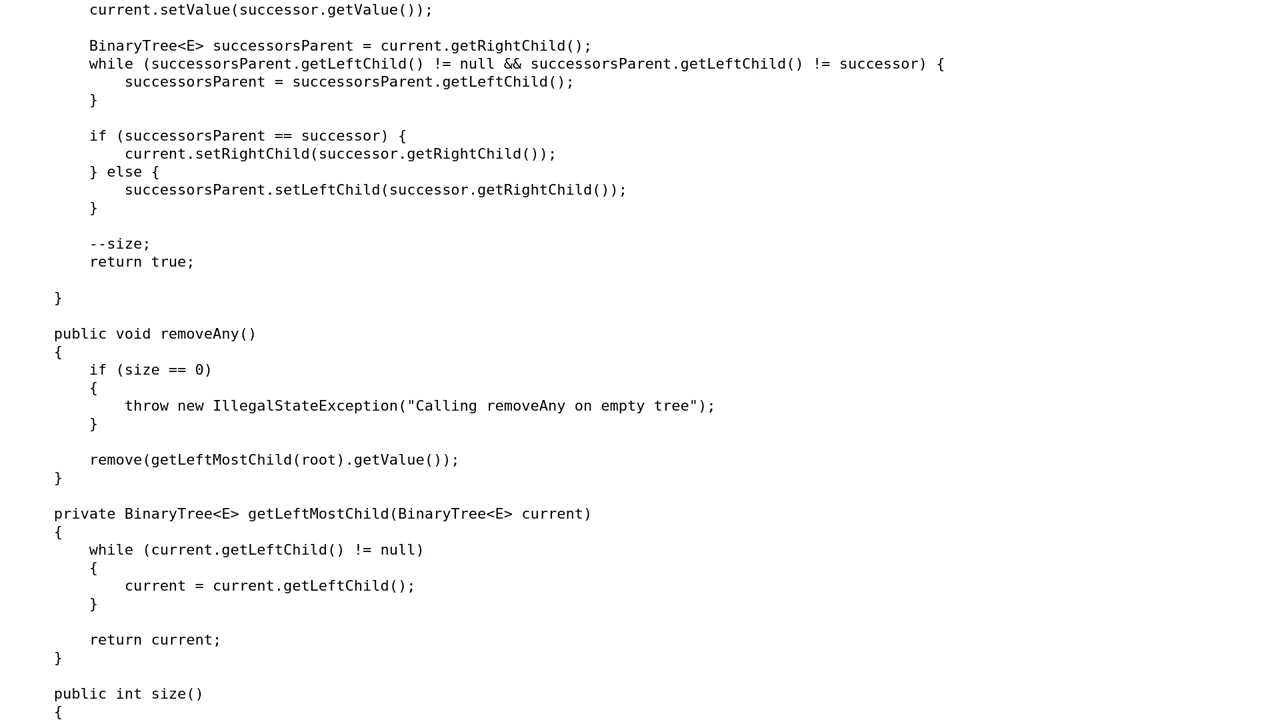 current.setValue(successor.getValue());

        BinaryTree<E> successorsParent = current.getRightChild();
        while (successorsParent.getLeftChild() != null && successorsParent.getLeftChild() != successor) {
            successorsParent = successorsParent.getLeftChild();
        }

        if (successorsParent == successor) {
            current.setRightChild(successor.getRightChild());
        } else {
            successorsParent.setLeftChild(successor.getRightChild());
        }

        --size;
        return true;

    }

    public void removeAny()
    {
        if (size == 0)
        {
            throw new IllegalStateException("Calling removeAny on empty tree");
        }

        remove(getLeftMostChild(root).getValue());
    }

    private BinaryTree<E> getLeftMostChild(BinaryTree<E> current)
    {
        while (current.getLeftChild() != null)
        {
            current = current.getLeftChild();
        }

        return current;
    }

    public int size()
    {